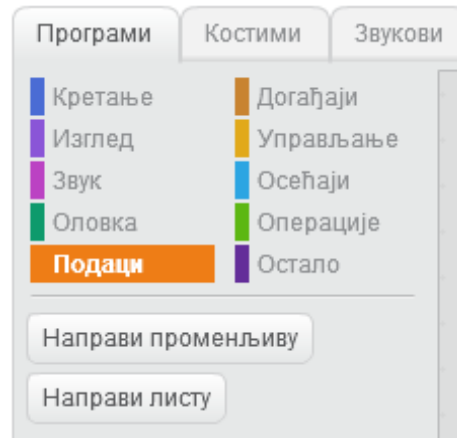 Програми Костими Звукови
Кретање Догађаји
Изглед Управљање
Звук Осећаји
Оловка Операције
Подаци Остало
Направи променљиву
Направи листу